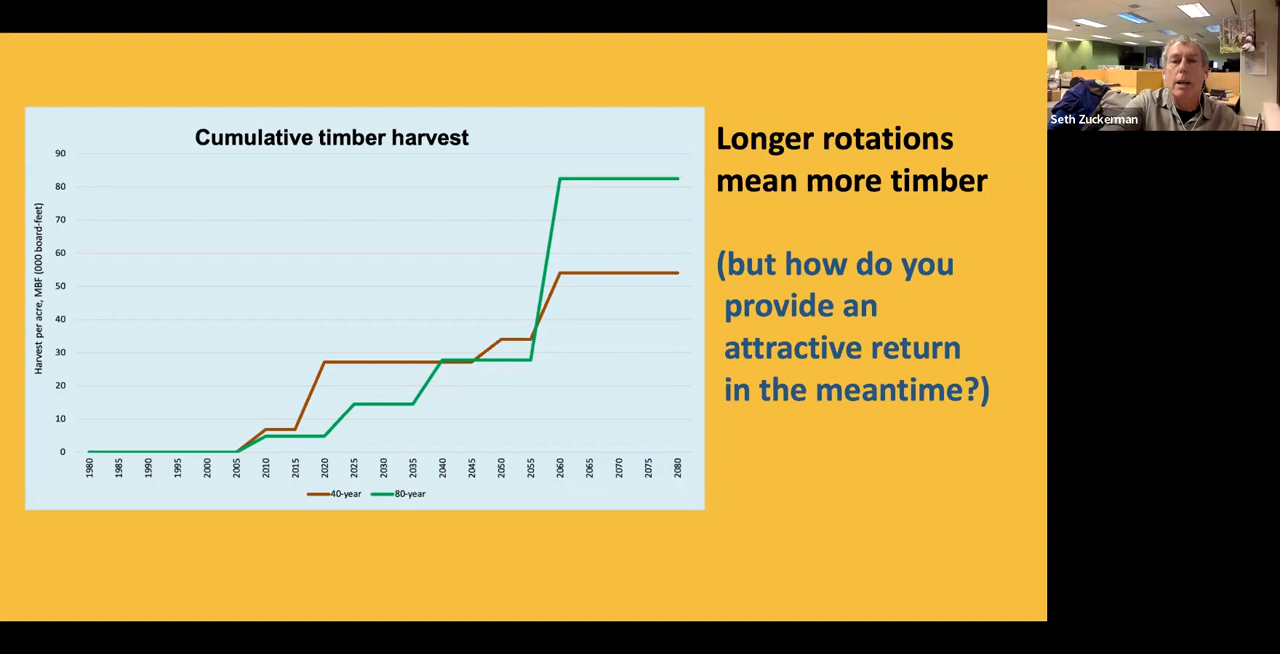 Cumulative timber harvest
Harvest per acre, MBF (000 board-feet)
90
80
70
60
50
40
30
20
10
0
1980 1985 1990 1995 2000 2005 2010 2015 2020 2025 2030 2035 2040 2045 2050 2055 2060 2065 2070 2075 2080
40-year 80-year
Longer rotations
mean more timber
(but how do you
provide an
attractive return
in the meantime?)
Seth Zuckerman